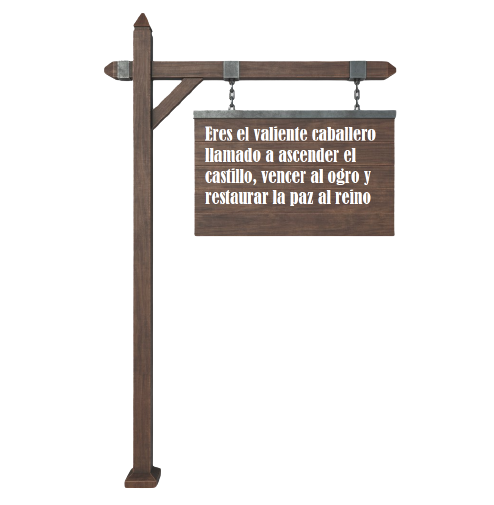 Eres el valiente caballero
llamado a ascender el
castillo, vencer al ogro y
restaurar la paz al reino